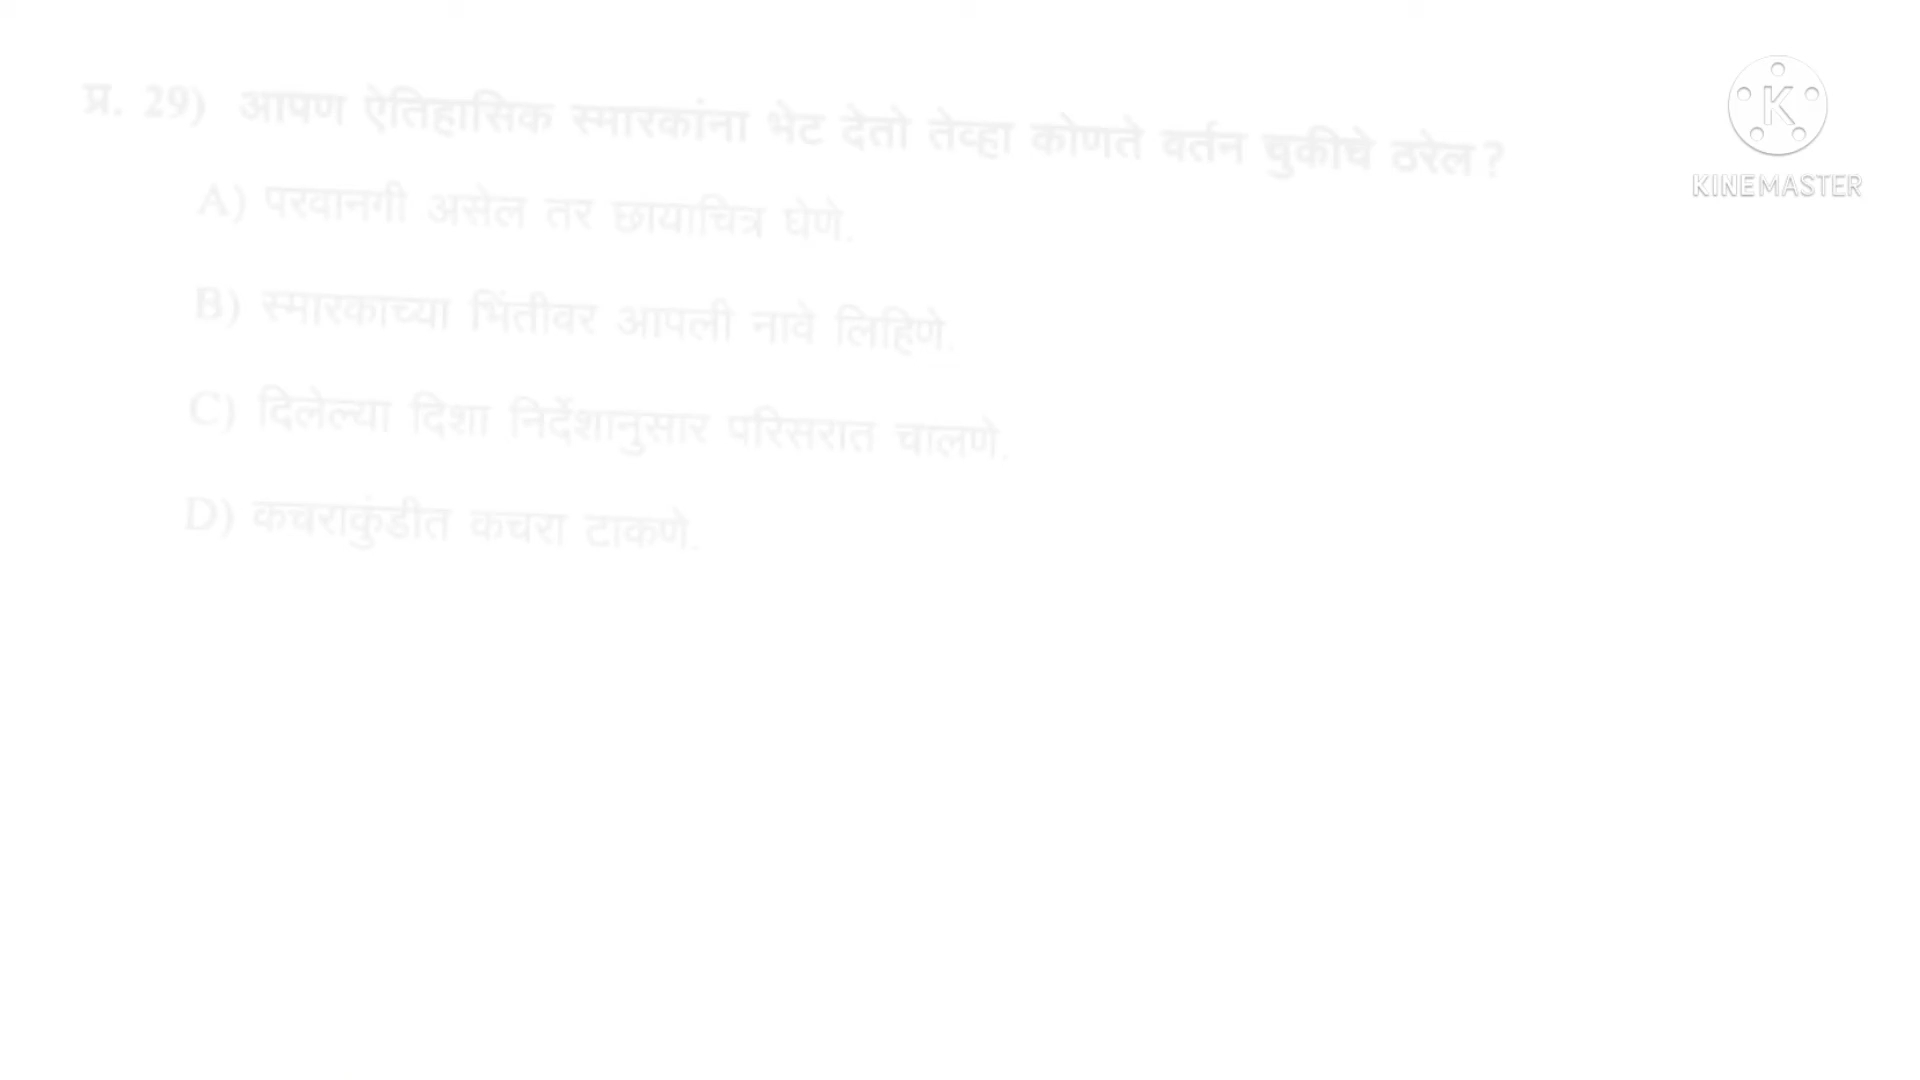 प्र. 29) आपण ऐतिहासिक स्मारकांना भेट देतो तेव्हा कोणते वर्तन चुकीचे ठरेल ?
A) परवानगी असेल तर छायाचित्र घेणे.
B) स्मारकाच्या भिंतीवर आपली नावे लिहिणे.
C) दिलेल्या दिशा निर्देशानुसार परिसरात चालणे.
D) कचराकुंडीत कचरा टाकणे.
K
KINEMASTER